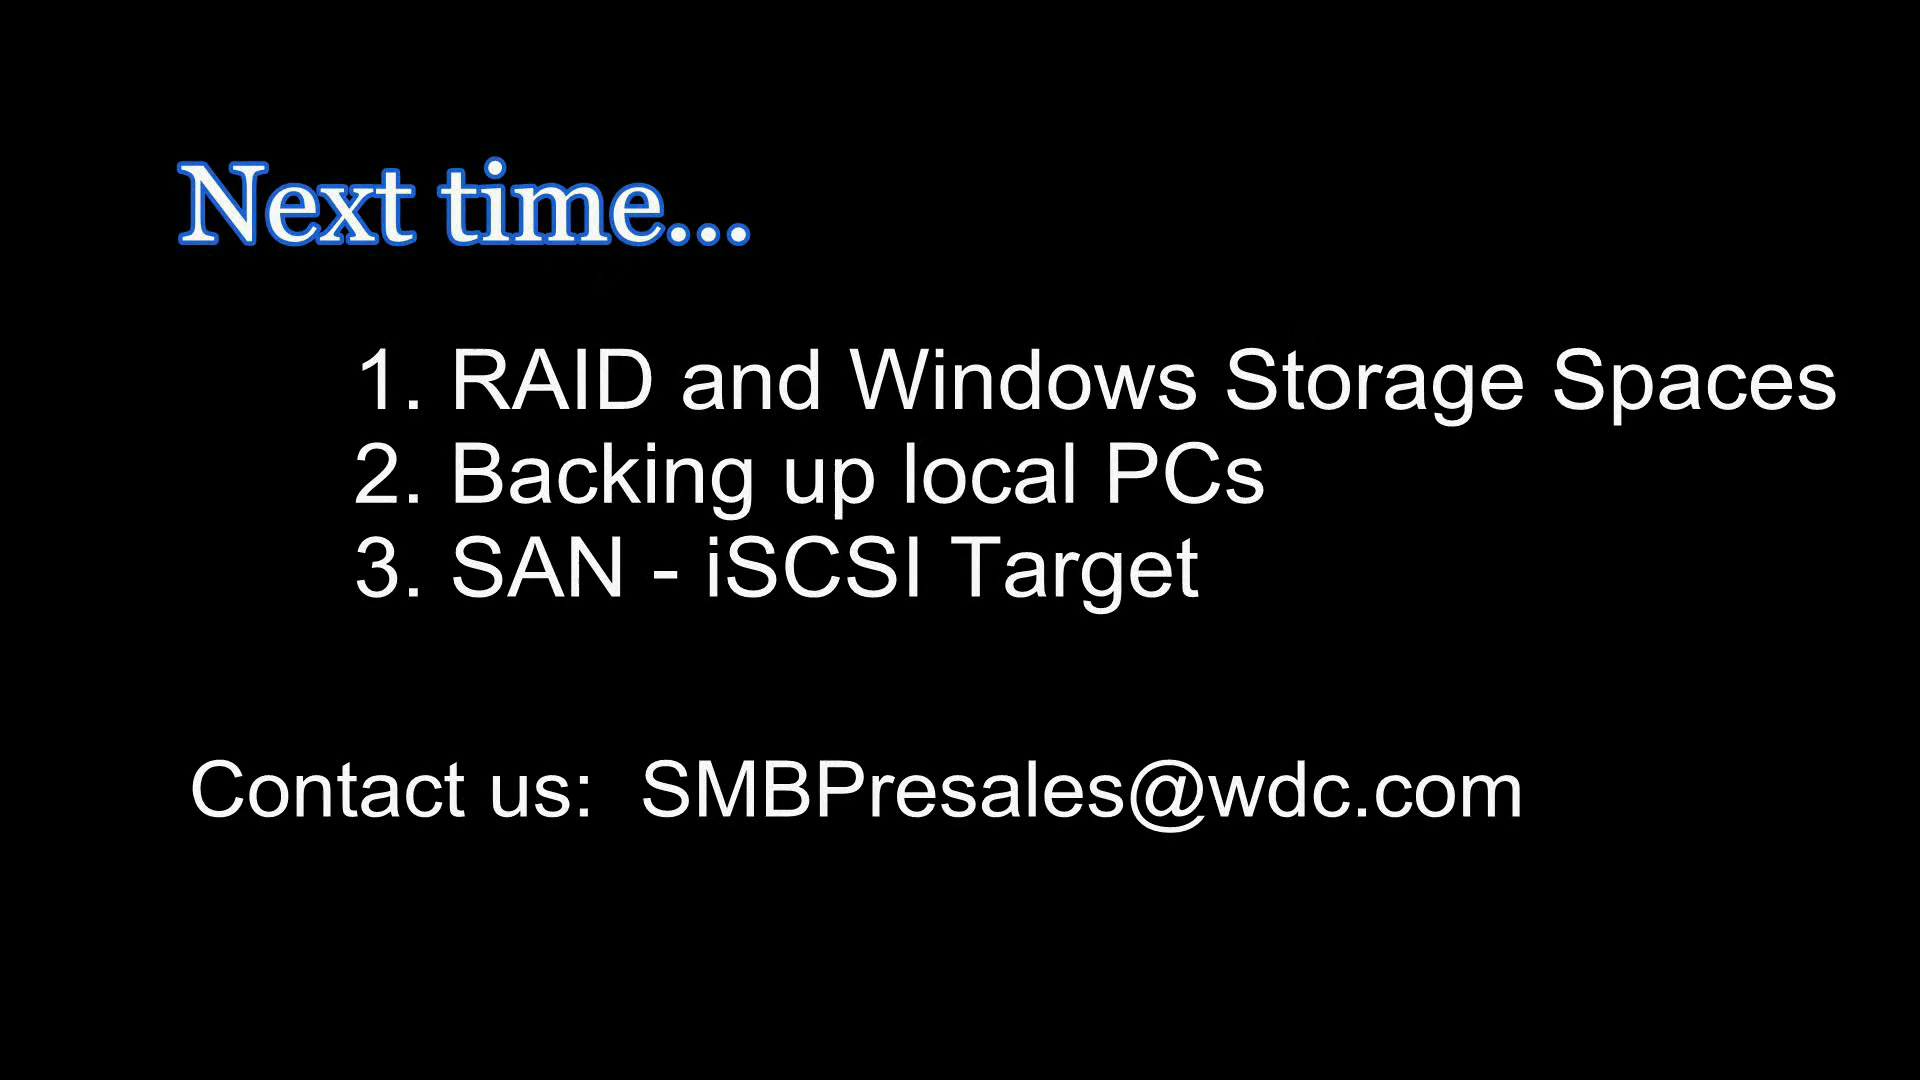 Next time...
1. RAID and Windows Storage Spaces
2. Backing up local PCs
3. SAN - iSCSI Target
Contact us: SMBPresales@wdc.com